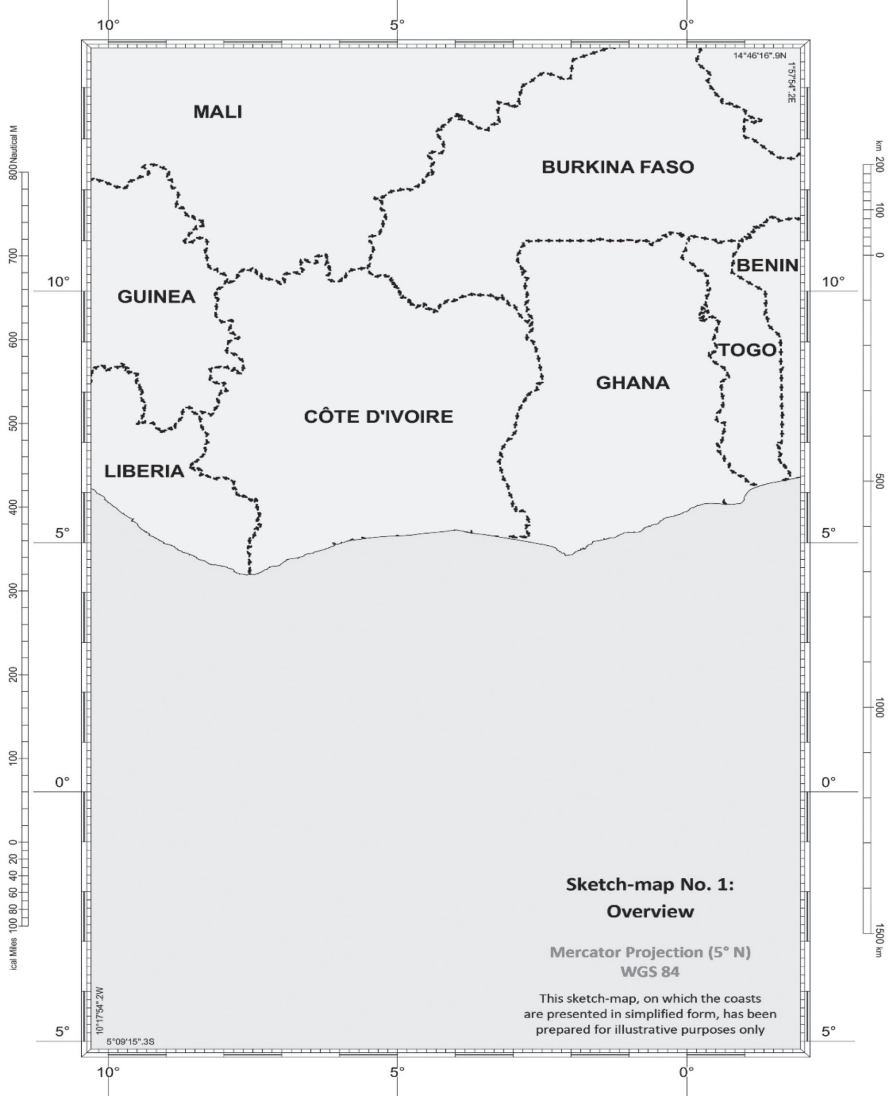 10° 5° 0°
14°46'16".9N
1°57'54".2E
MALI
BURKINA FASO
BENIN
10° 10°
GUINEA
TOGO
GHANA
CÔTE D'IVOIRE
LIBERIA
5° 5°
0° 0°
Sketch-map No. 1:
Overview
Mercator Projection (5° N)
WGS 84
This sketch-map, on which the coasts
are presented in simplified form, has been
prepared for illustrative purposes only
10°17'54".2W
5° 5°
5°09'15".3S
10° 5° 0°
800 Nautical M
700
600
500
400
300
200
100
0
20
40
60
80
100
ical Miles
km 200
100
0
500
1000
1500 km